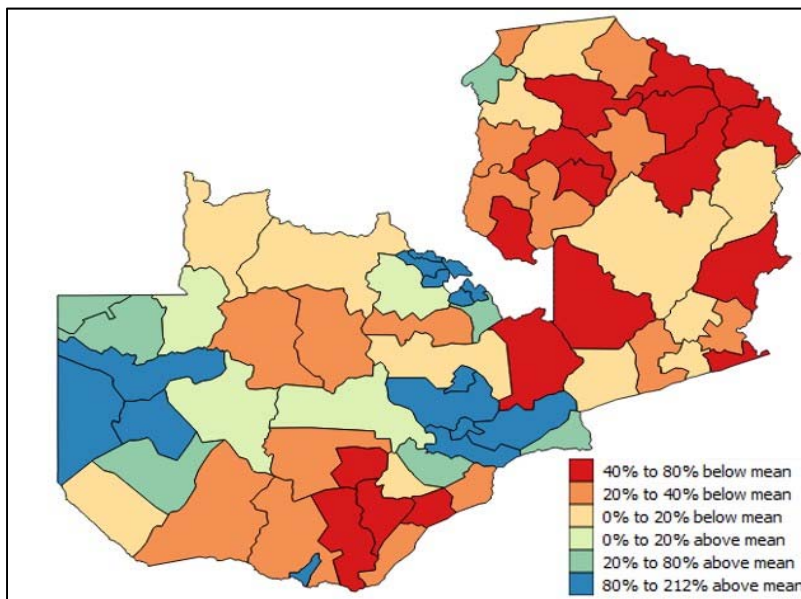 40% to 80% below mean
20% to 40% below mean
0% to 20% below mean
0% to 20% above mean
20% to 80% above mean
80% to 212% above mean